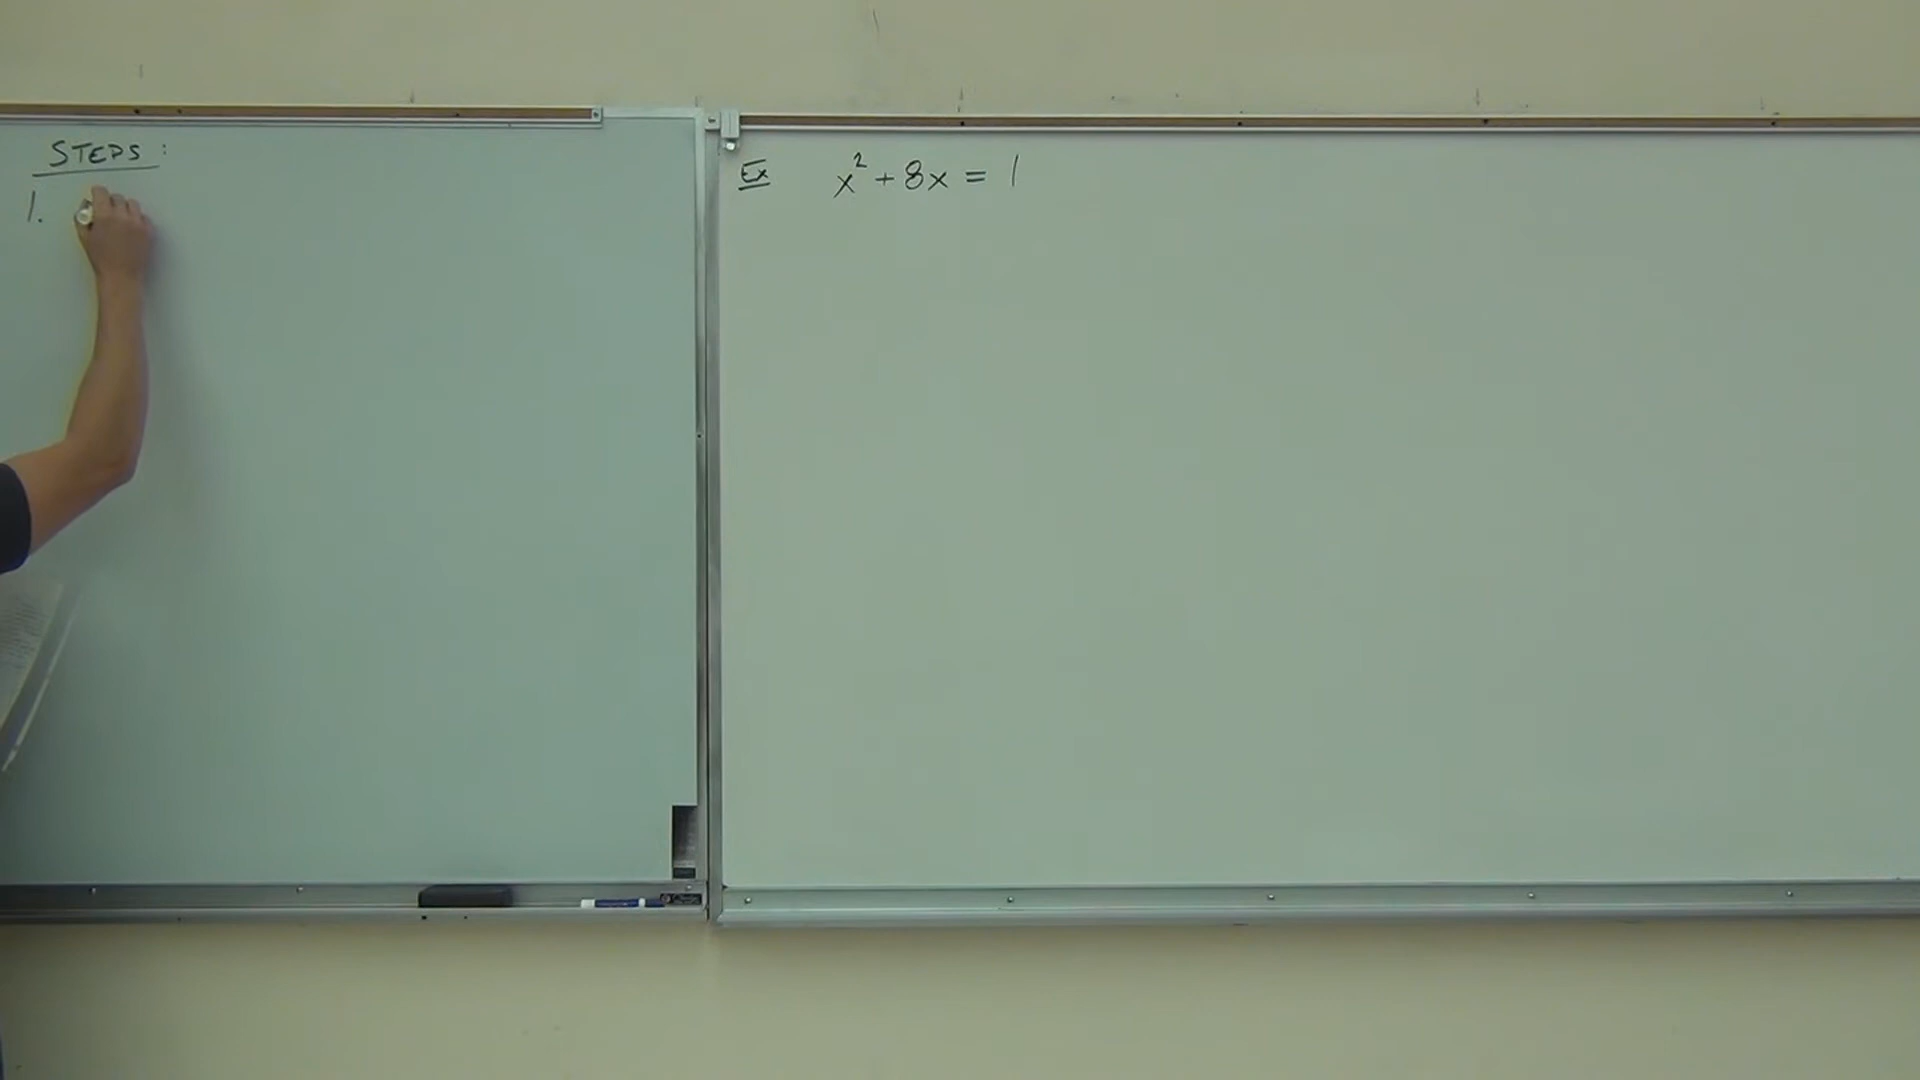 STEPS:
1.
Ex x² + 8x = 1